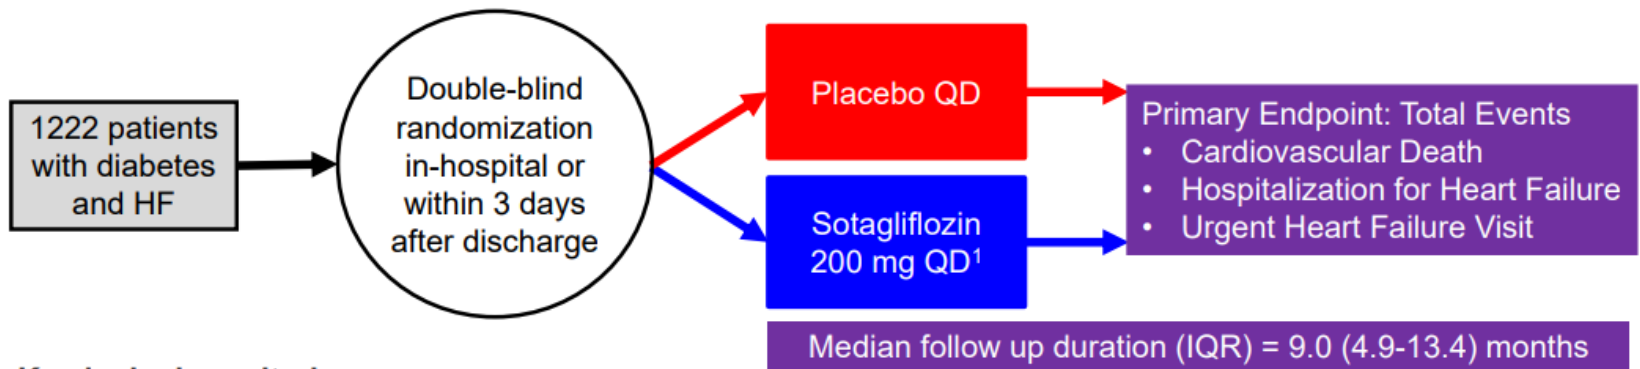 1222 patients
with diabetes
and HF
Double-blind
randomization
in-hospital or
within 3 days
after discharge
Placebo QD
Sotagliflozin
200 mg QD¹
Primary Endpoint: Total Events
• Cardiovascular Death
• Hospitalization for Heart Failure
• Urgent Heart Failure Visit
Median follow up duration (IQR) = 9.0 (4.9-13.4) months